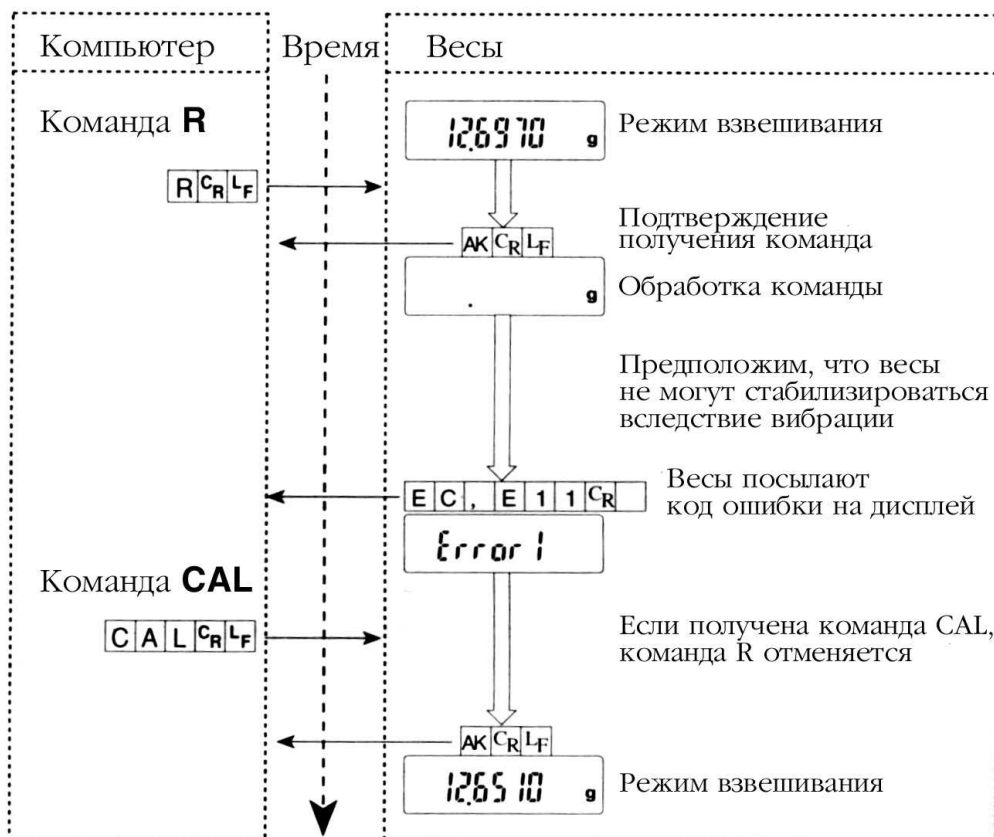 Компьютер Время Весы
Команда R
12.6970 g Режим взвешивания
R CR LF
Подтверждение
AK CR LF получения команда
. g Обработка команды
Предположим, что весы
не могут стабилизироваться
вследствие вибрации
Весы посылают
E C , E 1 1 CR код ошибки на дисплей
Error 1
Команда CAL
C A L CR LF Если получена команда CAL,
команда R отменяется
AK CR LF
12.6510 g Режим взвешивания